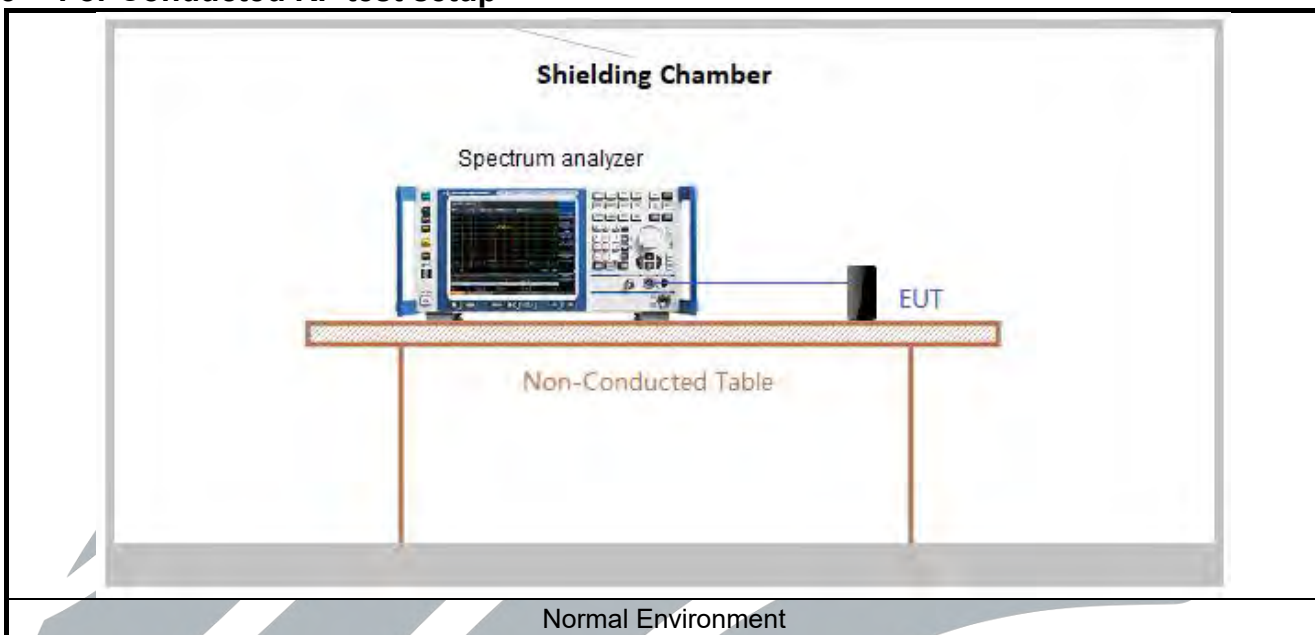 Shielding Chamber
Spectrum analyzer
EUT
Non-Conducted Table
Normal Environment